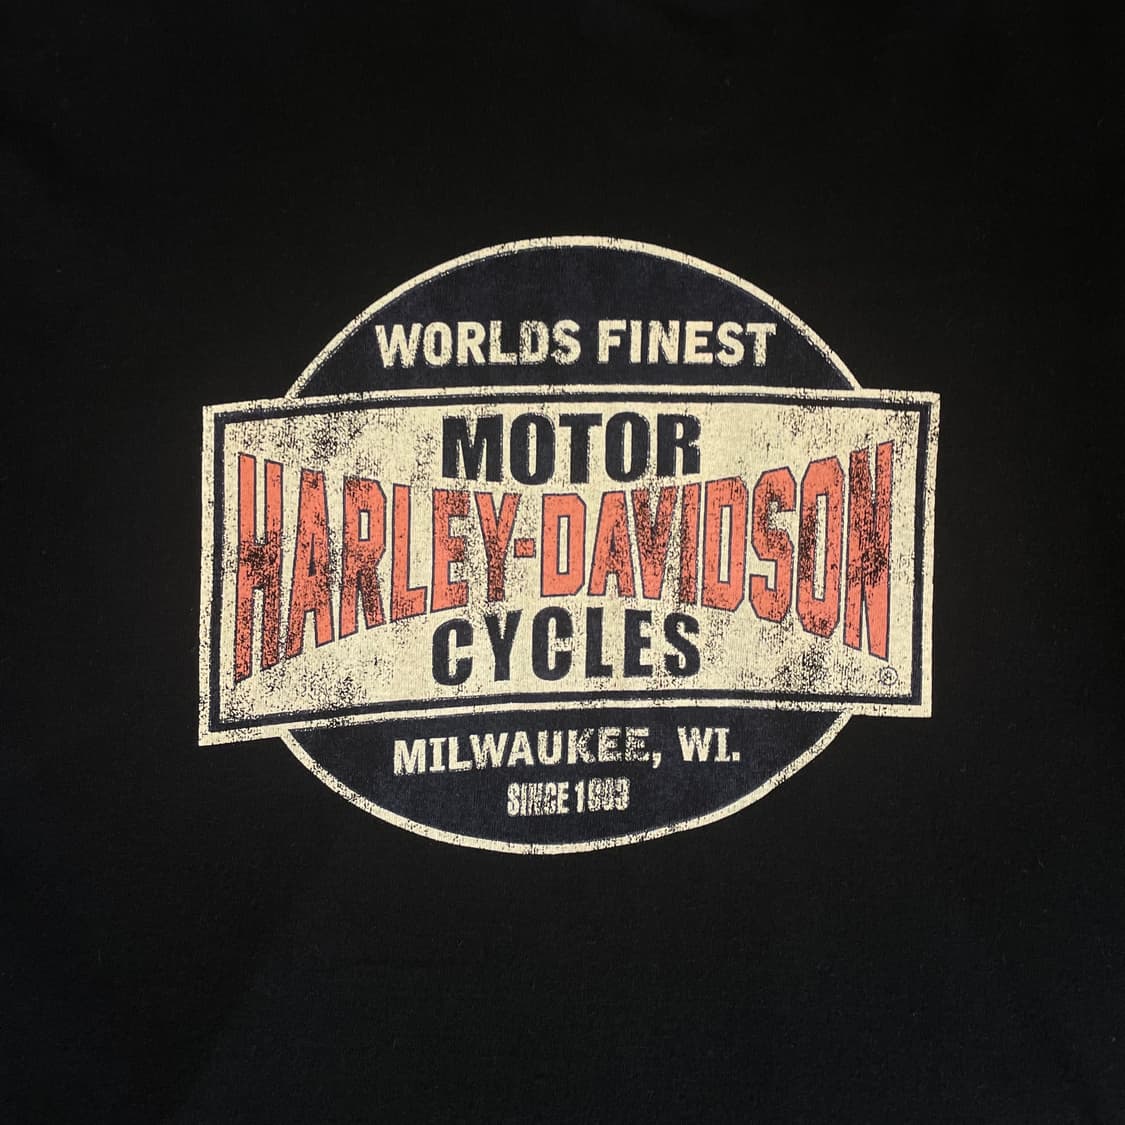 WORLDS FINEST
MOTOR
HARLEY-DAVIDSON
CYCLES
®
MILWAUKEE, WI.
SINCE 1903